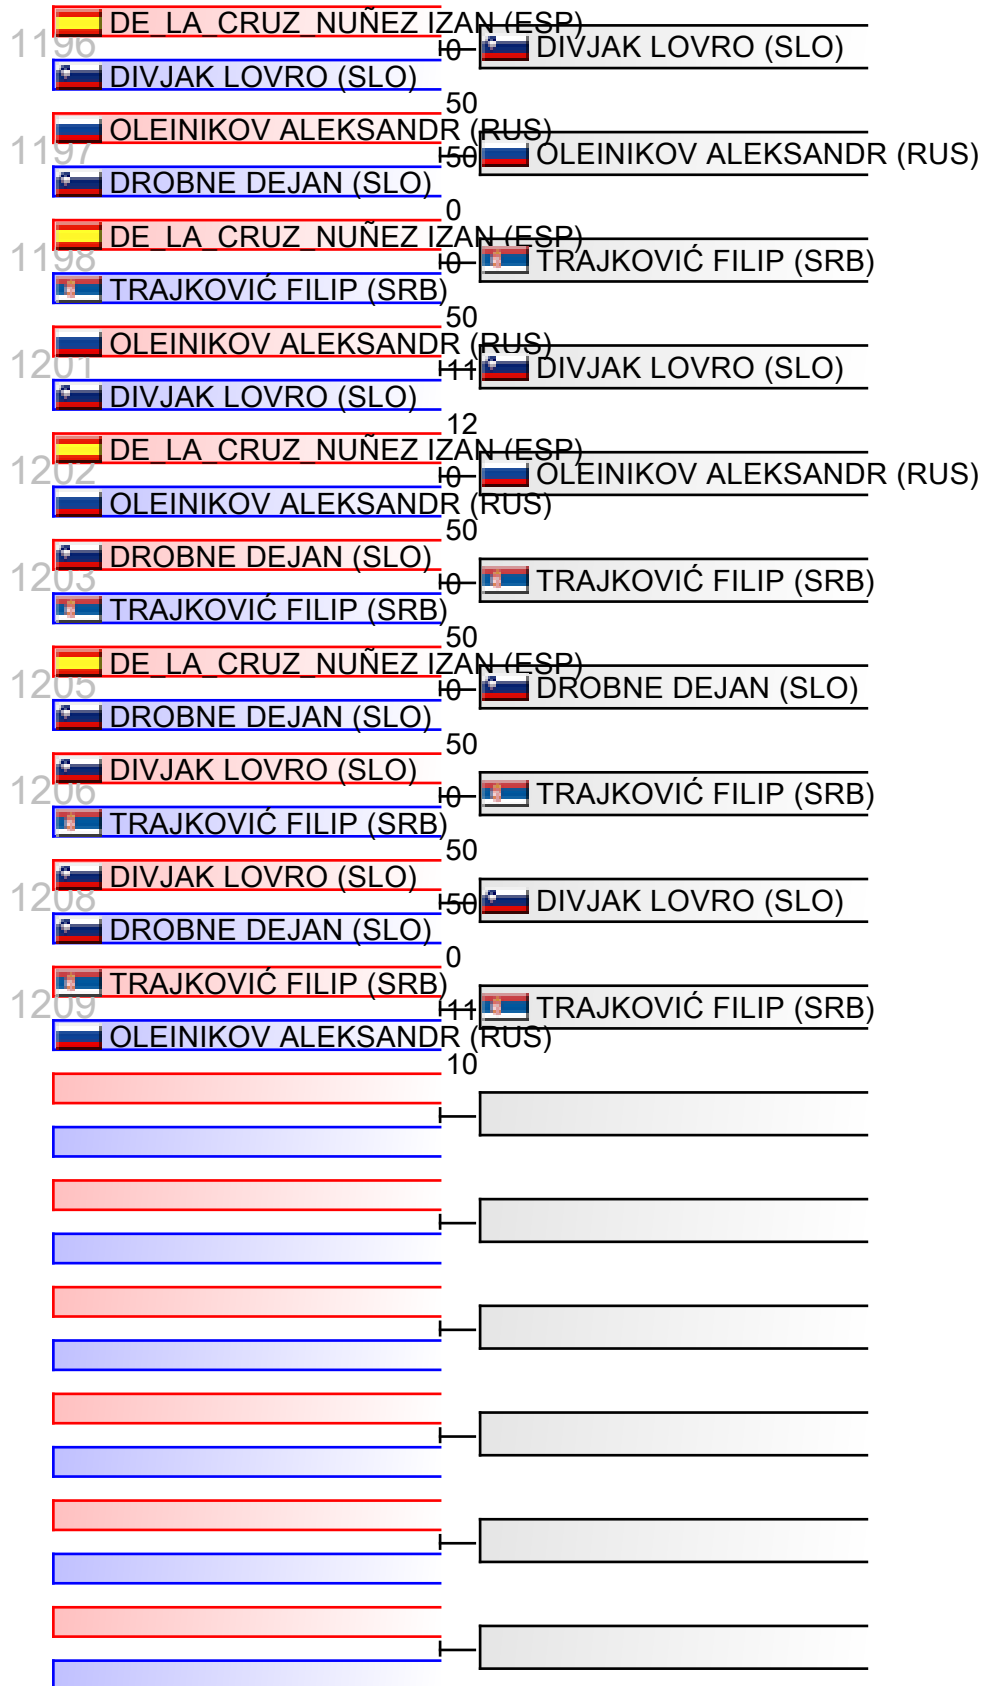 DE_LA_CRUZ_NUÑEZ IZAN (ESP)
1196 0 DIVJAK LOVRO (SLO)
DIVJAK LOVRO (SLO)
50
OLEINIKOV ALEKSANDR (RUS)
1197 50 OLEINIKOV ALEKSANDR (RUS)
DROBNE DEJAN (SLO)
0
DE_LA_CRUZ_NUÑEZ IZAN (ESP)
1198 0 TRAJKOVIĆ FILIP (SRB)
TRAJKOVIĆ FILIP (SRB)
50
OLEINIKOV ALEKSANDR (RUS)
1201 11 DIVJAK LOVRO (SLO)
DIVJAK LOVRO (SLO)
12
DE_LA_CRUZ_NUÑEZ IZAN (ESP)
1202 0 OLEINIKOV ALEKSANDR (RUS)
OLEINIKOV ALEKSANDR (RUS)
50
DROBNE DEJAN (SLO)
1203 0 TRAJKOVIĆ FILIP (SRB)
TRAJKOVIĆ FILIP (SRB)
50
DE_LA_CRUZ_NUÑEZ IZAN (ESP)
1205 0 DROBNE DEJAN (SLO)
DROBNE DEJAN (SLO)
50
DIVJAK LOVRO (SLO)
1206 0 TRAJKOVIĆ FILIP (SRB)
TRAJKOVIĆ FILIP (SRB)
50
DIVJAK LOVRO (SLO)
1208 50 DIVJAK LOVRO (SLO)
DROBNE DEJAN (SLO)
0
TRAJKOVIĆ FILIP (SRB)
1209 11 TRAJKOVIĆ FILIP (SRB)
OLEINIKOV ALEKSANDR (RUS)
10